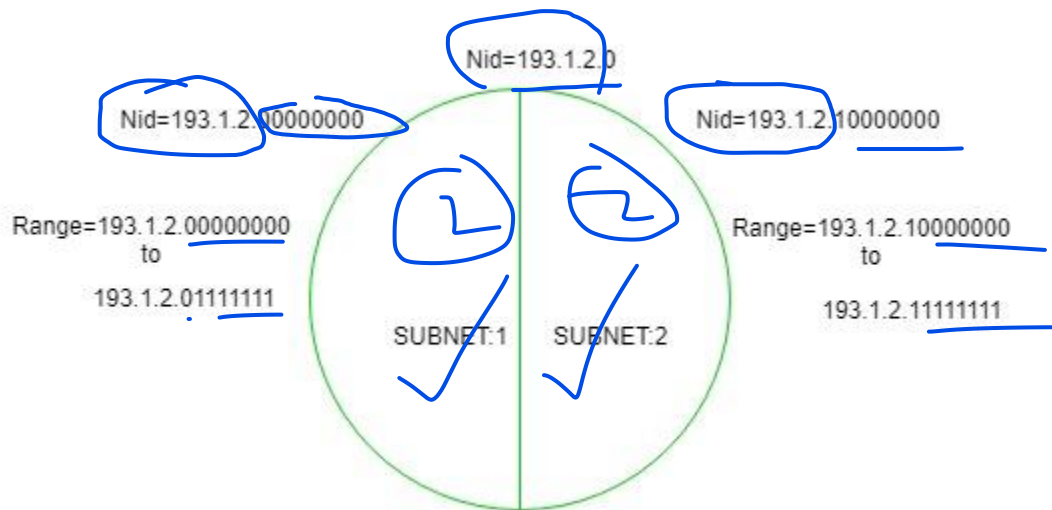 Nid=193.1.2.0
Nid=193.1.2.00000000
Nid=193.1.2.10000000
1
2
Range=193.1.2.00000000
to
193.1.2.01111111
Range=193.1.2.10000000
to
193.1.2.11111111
SUBNET:1
SUBNET:2